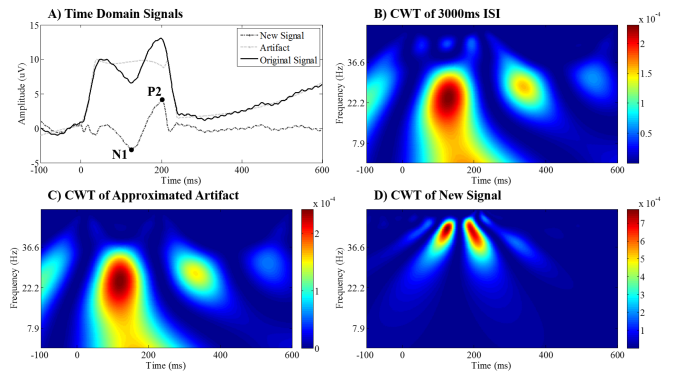 A) Time Domain Signals
15
10
5
0
-5
Amplitude (uV)
New Signal
Artifact
Original Signal
P2
N1
-100 0 100 200 300 400 500 600
Time (ms)
B) CWT of 3000ms ISI
36.6
22.2
7.9
Frequency (Hz)
-100 0 200 400 600
Time (ms)
x 10⁻⁴
2
1.5
1
0.5
C) CWT of Approximated Artifact
36.6
22.2
7.9
Frequency (Hz)
-100 0 200 400 600
Time (ms)
x 10⁻⁴
2
1
0
D) CWT of New Signal
36.6
22.2
7.9
Frequency (Hz)
-100 0 200 400 600
Time (ms)
x 10⁻⁴
7
6
5
4
3
2
1